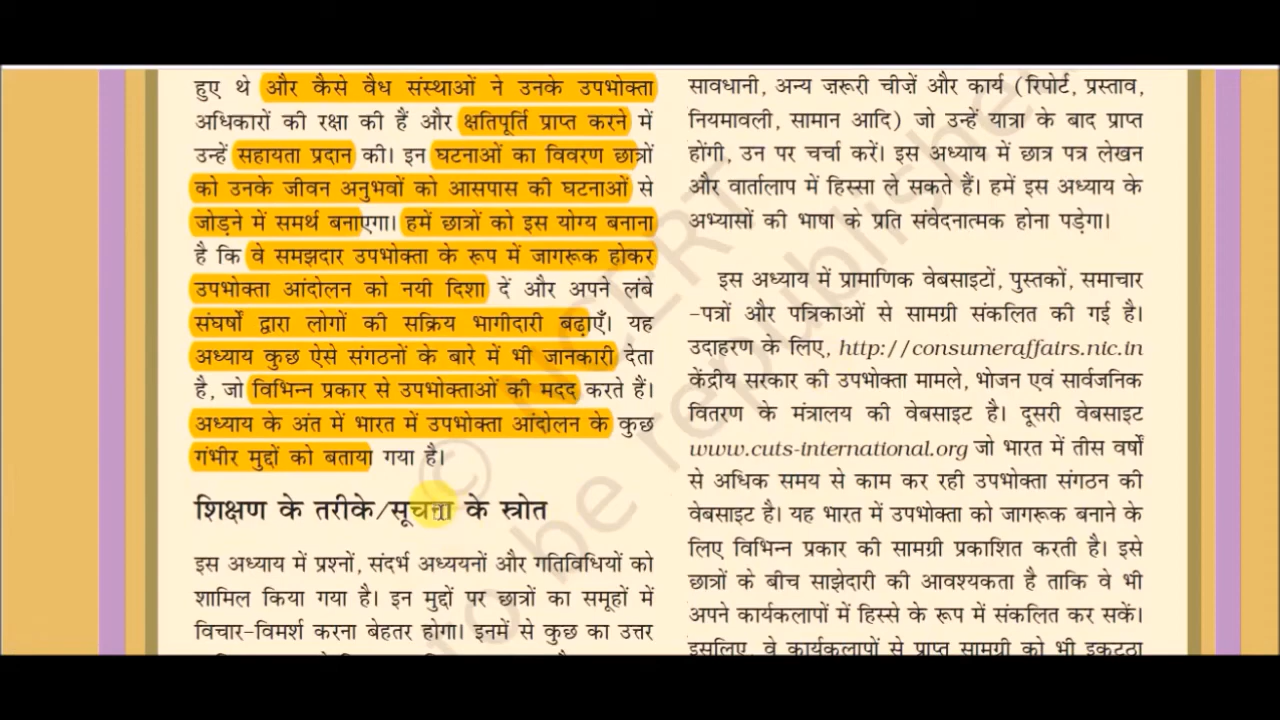 हुए थे और कैसे वैध संस्थाओं ने उनके उपभोक्ता
अधिकारों की रक्षा की हैं और क्षतिपूर्ति प्राप्त करने में
उन्हें सहायता प्रदान की। इन घटनाओं का विवरण छात्रों
को उनके जीवन अनुभवों को आसपास की घटनाओं से
जोड़ने में समर्थ बनाएगा। हमें छात्रों को इस योग्य बनाना
है कि वे समझदार उपभोक्ता के रूप में जागरूक होकर
उपभोक्ता आंदोलन को नयी दिशा दें और अपने लंबे
संघर्षों द्वारा लोगों की सक्रिय भागीदारी बढ़ाएँ। यह
अध्याय कुछ ऐसे संगठनों के बारे में भी जानकारी देता
है, जो विभिन्न प्रकार से उपभोक्ताओं की मदद करते हैं।
अध्याय के अंत में भारत में उपभोक्ता आंदोलन के कुछ
गंभीर मुद्दों को बताया गया है।
शिक्षण के तरीके/सूचना के स्त्रोत
इस अध्याय में प्रश्नों, संदर्भ अध्ययनों और गतिविधियों को
शामिल किया गया है। इन मुद्दों पर छात्रों का समूहों में
विचार-विमर्श करना बेहतर होगा। इनमें से कुछ का उत्तर
सावधानी, अन्य ज़रूरी चीज़ें और कार्य (रिपोर्ट, प्रस्ताव,
नियमावली, सामान आदि) जो उन्हें यात्रा के बाद प्राप्त
होंगी, उन पर चर्चा करें। इस अध्याय में छात्र पत्र लेखन
और वार्तालाप में हिस्सा ले सकते हैं। हमें इस अध्याय के
अभ्यासों की भाषा के प्रति संवेदनात्मक होना पड़ेगा।
इस अध्याय में प्रामाणिक वेबसाइटों, पुस्तकों, समाचार
-पत्रों और पत्रिकाओं से सामग्री संकलित की गई है।
उदाहरण के लिए, http://consumeraffairs.nic.in
केंद्रीय सरकार की उपभोक्ता मामले, भोजन एवं सार्वजनिक
वितरण के मंत्रालय की वेबसाइट है। दूसरी वेबसाइट
www.cuts-international.org जो भारत में तीस वर्षों
से अधिक समय से काम कर रही उपभोक्ता संगठन की
वेबसाइट है। यह भारत में उपभोक्ता को जागरूक बनाने के
लिए विभिन्न प्रकार की सामग्री प्रकाशित करती है। इसे
छात्रों के बीच साझेदारी की आवश्यकता है ताकि वे भी
अपने कार्यकलापों में हिस्से के रूप में संकलित कर सकें।
इसलिए, वे कार्यकलापों से प्राप्त सामग्री को भी इकट्ठा
© NCERT
to be republished